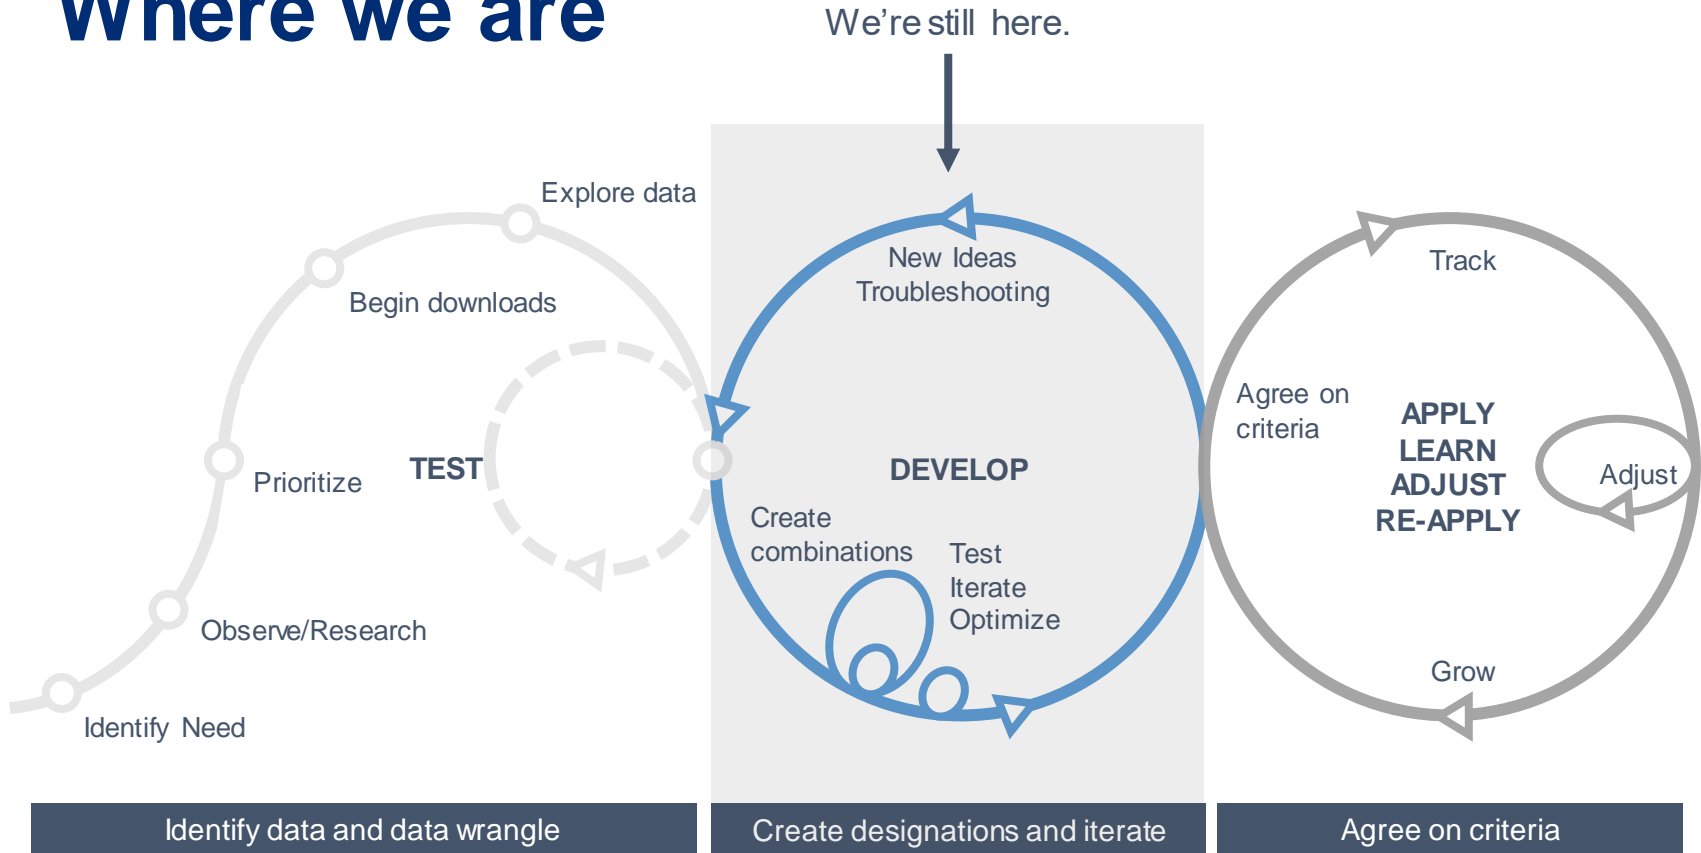 Where we are
We're still here.
Explore data
Begin downloads
Prioritize
TEST
Observe/Research
Identify Need
New Ideas
Troubleshooting
DEVELOP
Create
combinations
Test
Iterate
Optimize
Track
Agree on
criteria
APPLY
LEARN
ADJUST
RE-APPLY
Adjust
Grow
Identify data and data wrangle
Create designations and iterate
Agree on criteria